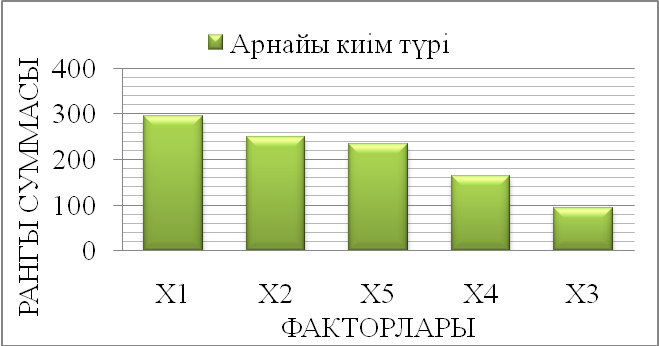 Арнайы киім түрі
РАНГЫ СУММАСЫ
400
300
200
100
0
X1 X2 X5 X4 X3
ФАКТОРЛАРЫ